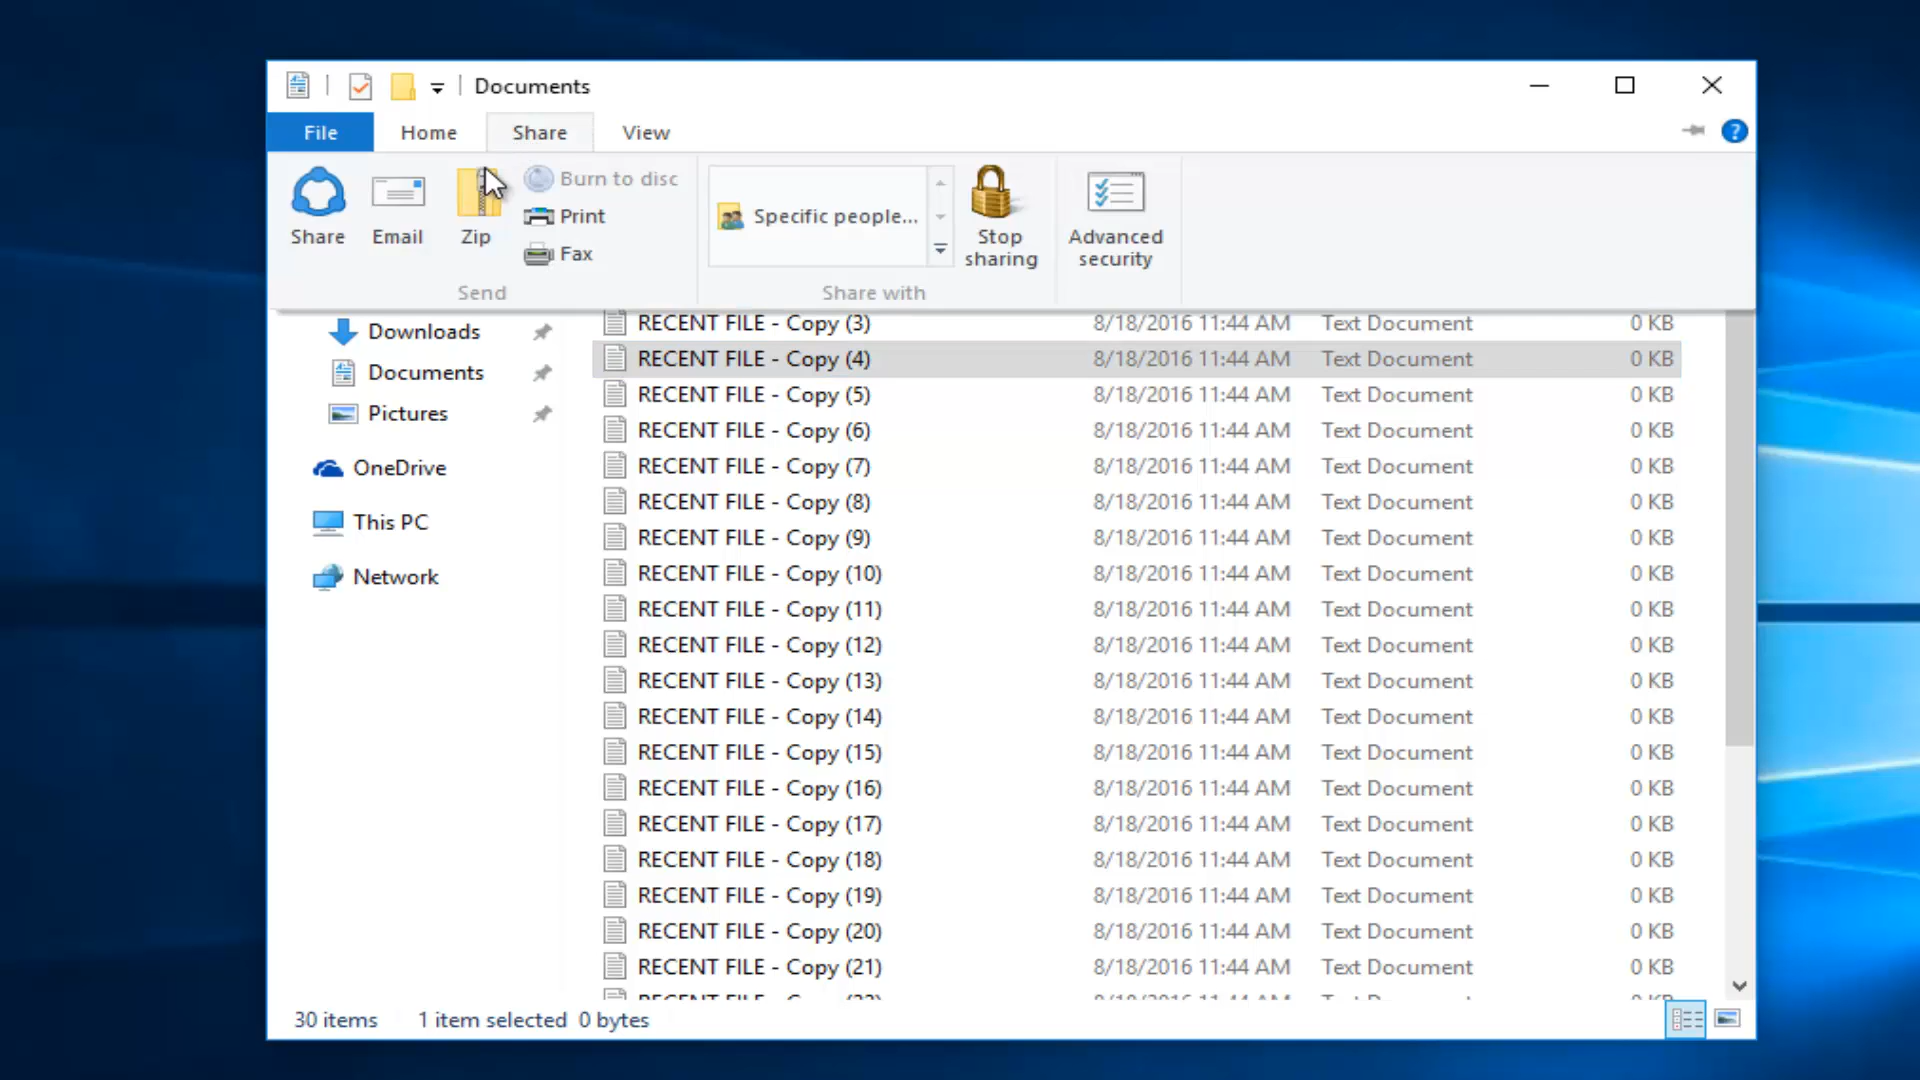 Documents
File Home Share View
Share Email Zip Burn to disc Print Fax
Send
Specific people...
Stop sharing
Share with
Advanced security
Downloads
Documents
Pictures
OneDrive
This PC
Network
RECENT FILE - Copy (3) 8/18/2016 11:44 AM Text Document 0 KB
RECENT FILE - Copy (4) 8/18/2016 11:44 AM Text Document 0 KB
RECENT FILE - Copy (5) 8/18/2016 11:44 AM Text Document 0 KB
RECENT FILE - Copy (6) 8/18/2016 11:44 AM Text Document 0 KB
RECENT FILE - Copy (7) 8/18/2016 11:44 AM Text Document 0 KB
RECENT FILE - Copy (8) 8/18/2016 11:44 AM Text Document 0 KB
RECENT FILE - Copy (9) 8/18/2016 11:44 AM Text Document 0 KB
RECENT FILE - Copy (10) 8/18/2016 11:44 AM Text Document 0 KB
RECENT FILE - Copy (11) 8/18/2016 11:44 AM Text Document 0 KB
RECENT FILE - Copy (12) 8/18/2016 11:44 AM Text Document 0 KB
RECENT FILE - Copy (13) 8/18/2016 11:44 AM Text Document 0 KB
RECENT FILE - Copy (14) 8/18/2016 11:44 AM Text Document 0 KB
RECENT FILE - Copy (15) 8/18/2016 11:44 AM Text Document 0 KB
RECENT FILE - Copy (16) 8/18/2016 11:44 AM Text Document 0 KB
RECENT FILE - Copy (17) 8/18/2016 11:44 AM Text Document 0 KB
RECENT FILE - Copy (18) 8/18/2016 11:44 AM Text Document 0 KB
RECENT FILE - Copy (19) 8/18/2016 11:44 AM Text Document 0 KB
RECENT FILE - Copy (20) 8/18/2016 11:44 AM Text Document 0 KB
RECENT FILE - Copy (21) 8/18/2016 11:44 AM Text Document 0 KB
30 items 1 item selected 0 bytes